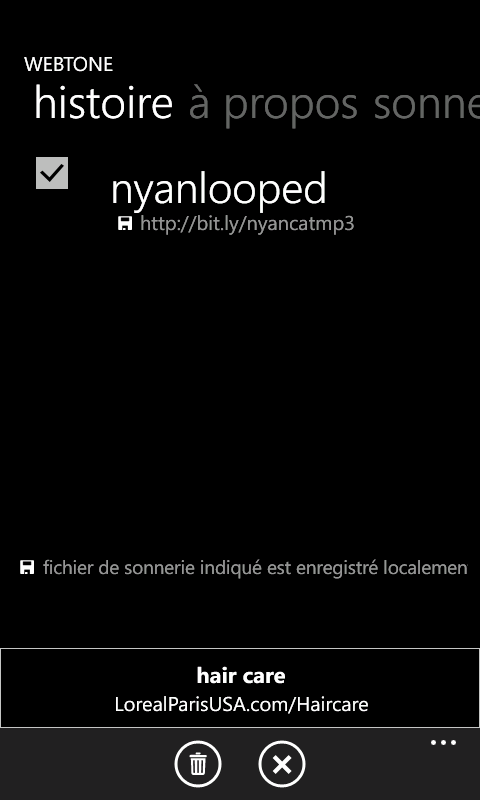 WEBTONE
histoire à propos sonne
nyanlooped
http://bit.ly/nyancatmp3
fichier de sonnerie indiqué est enregistré localemen
hair care
LorealParisUSA.com/Haircare